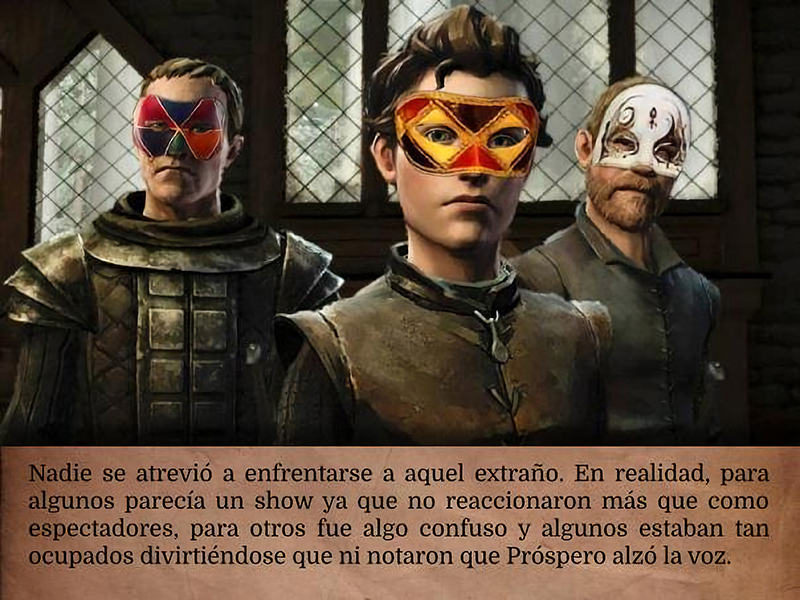 Nadie se atrevió a enfrentarse a aquel extraño. En realidad, para
algunos parecía un show ya que no reaccionaron más que como
espectadores, para otros fue algo confuso y algunos estaban tan
ocupados divirtiéndose que ni notaron que Próspero alzó la voz.